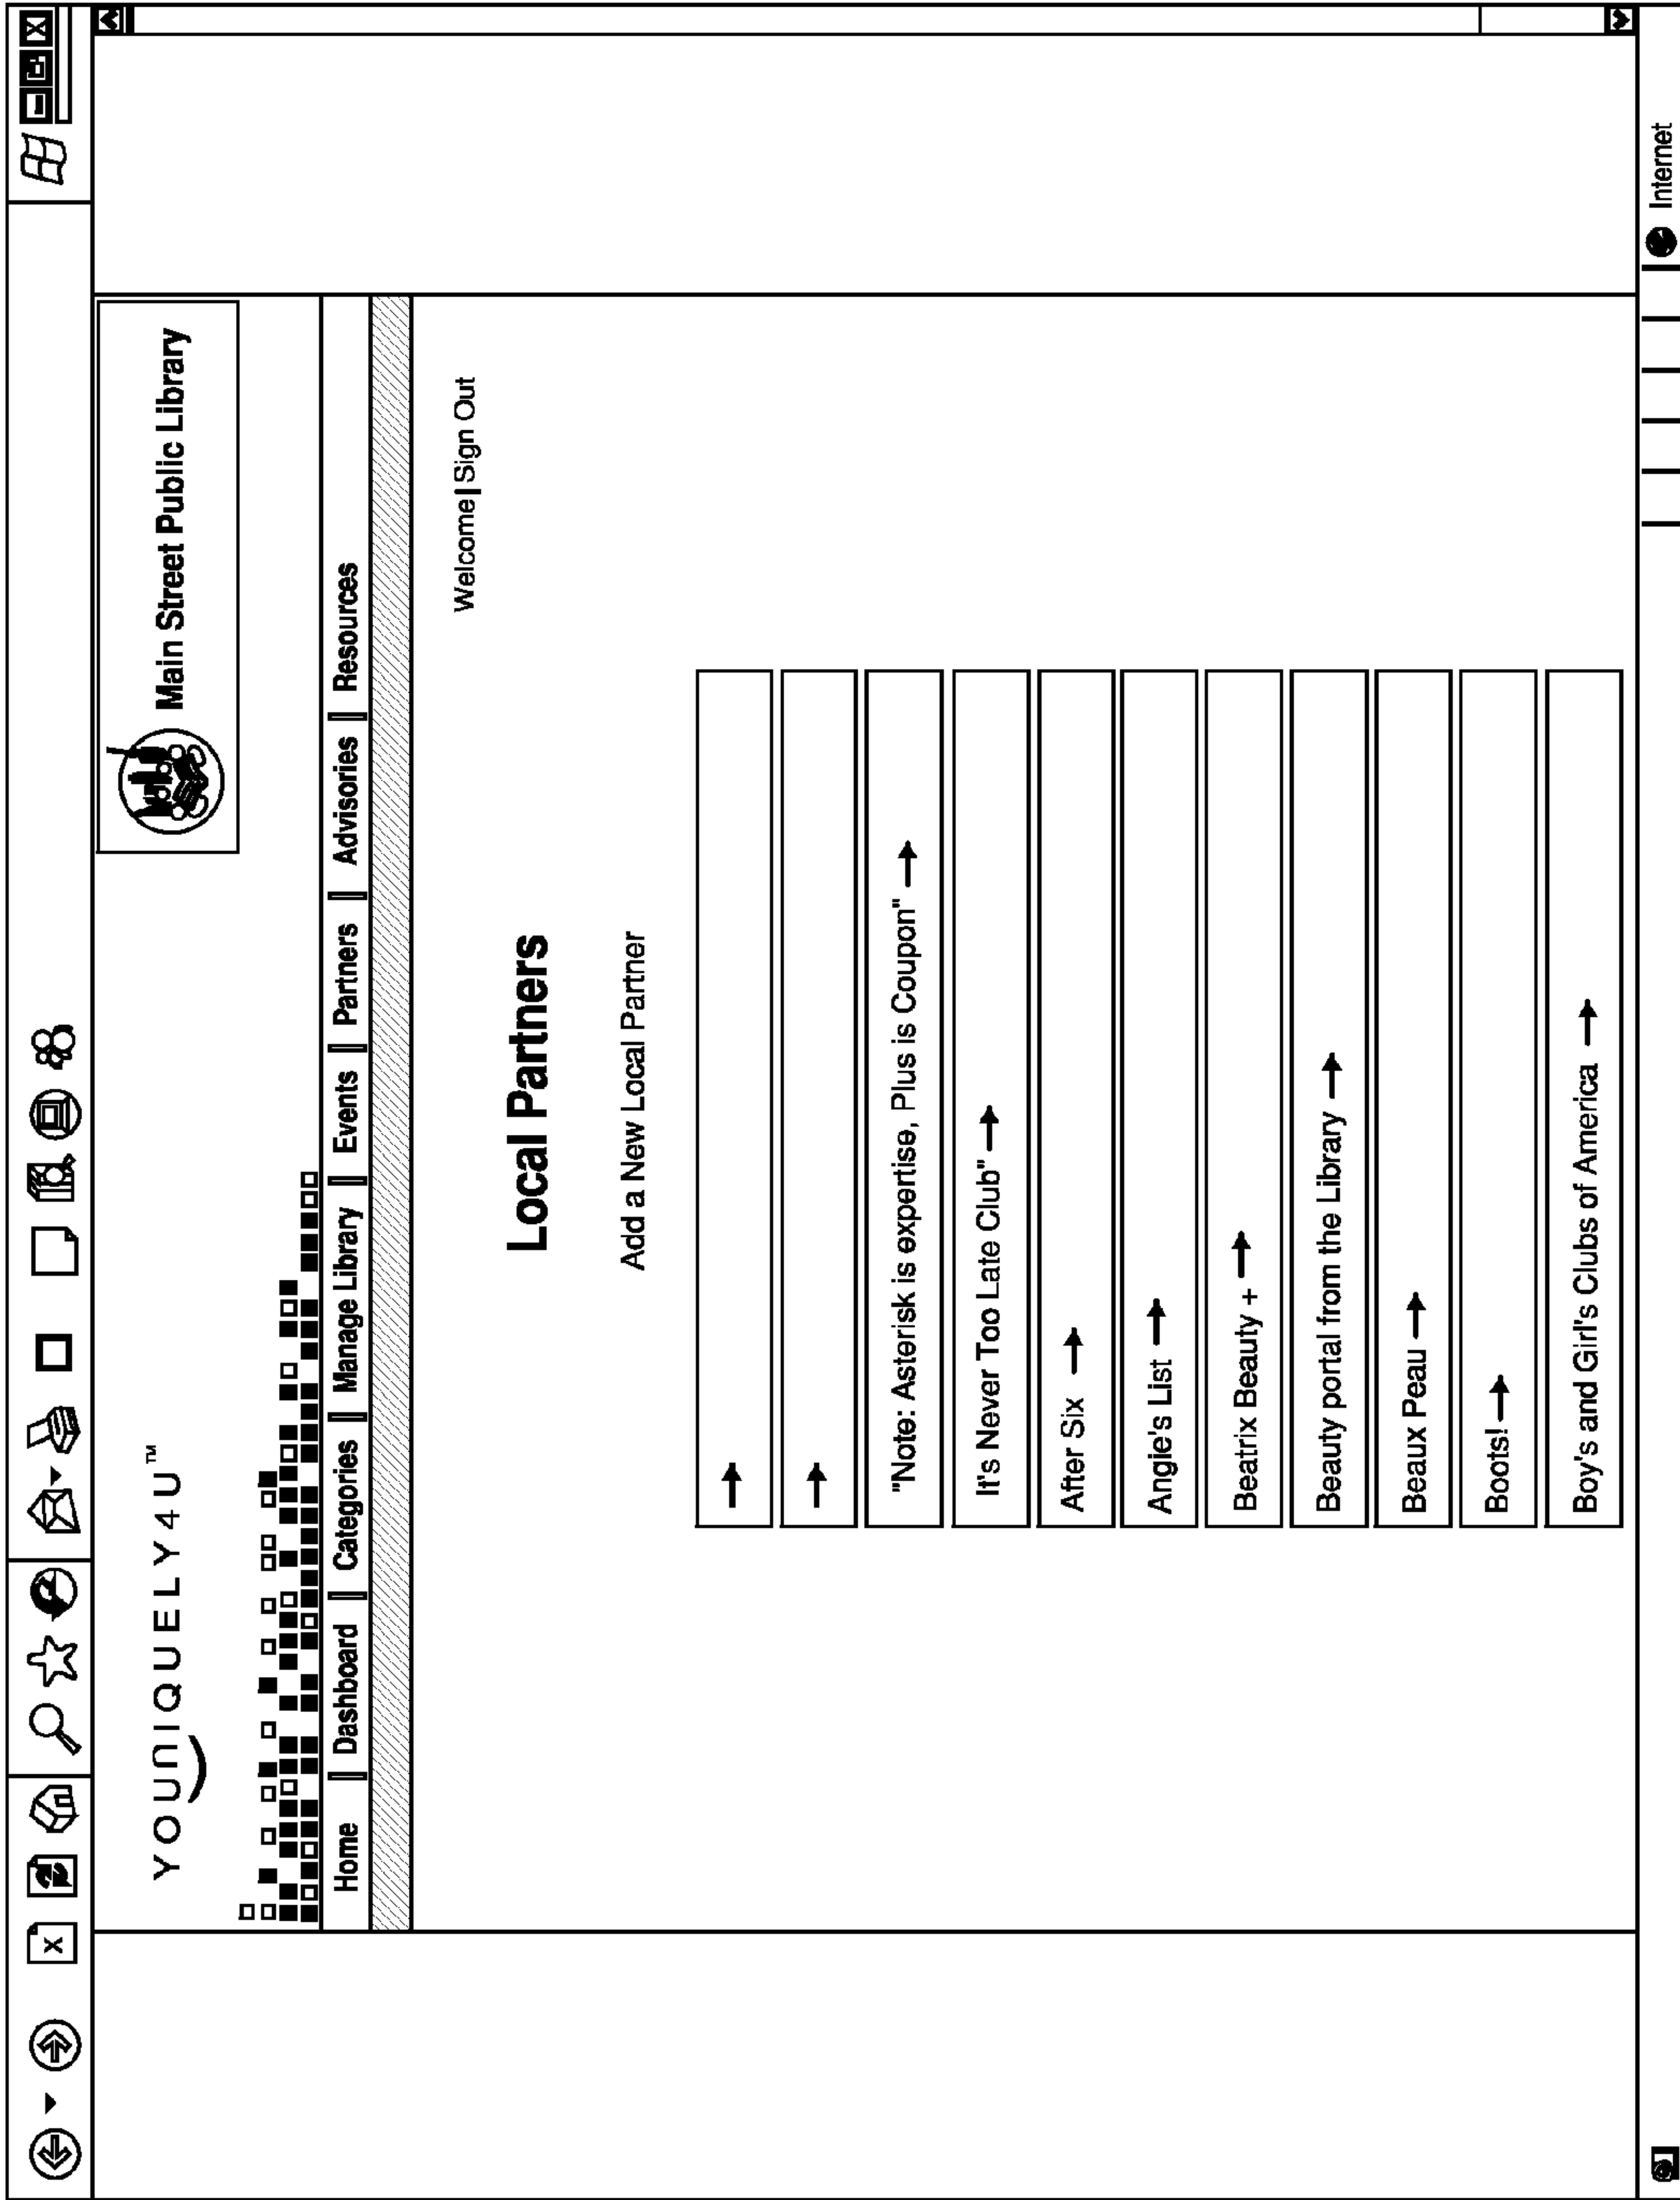 YOUNIQUELY4U™
Main Street Public Library
Home | Dashboard | Categories | Manage Library | Events | Partners | Advisories | Resources
Welcome|Sign Out
Local Partners
Add a New Local Partner
"Note: Asterisk is expertise, Plus is Coupon" →
It's Never Too Late Club" →
After Six →
Angie's List →
Beatrix Beauty + →
Beauty portal from the Library →
Beaux Peau →
Boots! →
Boy's and Girl's Clubs of America →
Internet